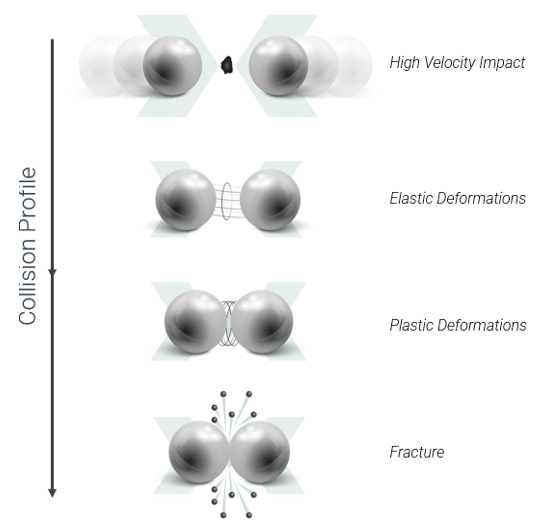 High Velocity Impact
Elastic Deformations
Collision Profile
Plastic Deformations
Fracture